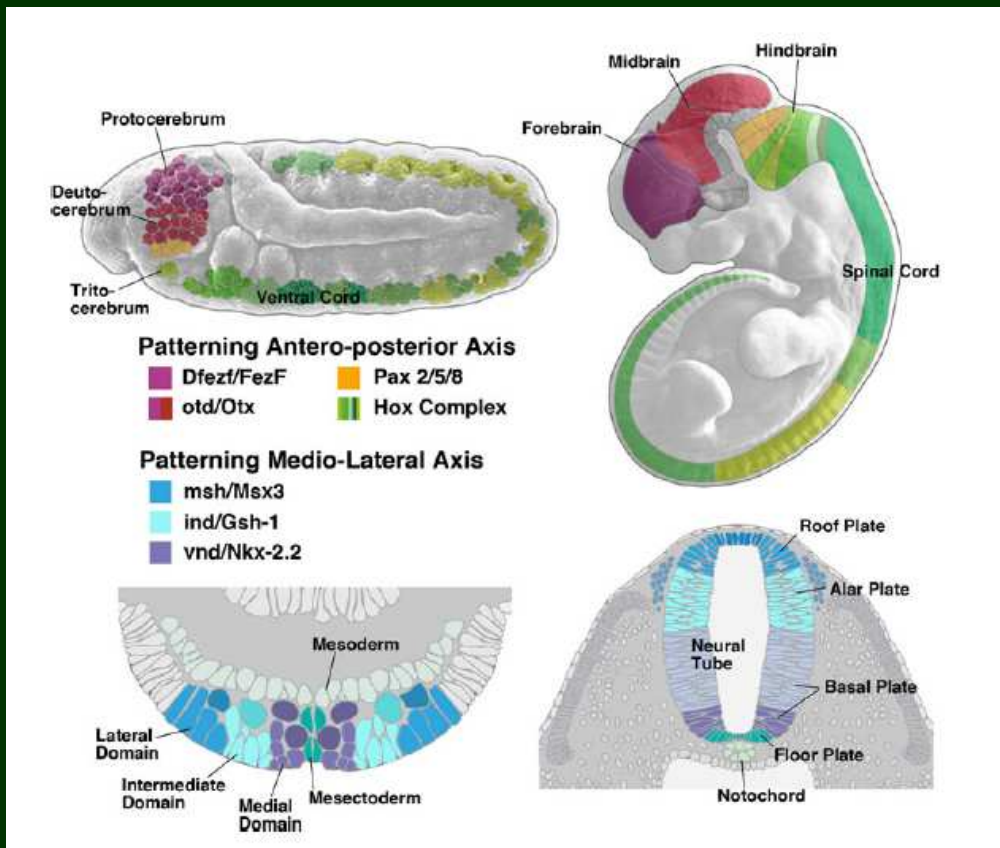 Protocerebrum
Deuto-
cerebrum
Trito-
cerebrum
Ventral Cord
Hindbrain
Midbrain
Forebrain
Spinal Cord
Patterning Antero-posterior Axis
Dfezf/FezF
Pax 2/5/8
otd/Otx
Hox Complex
Patterning Medio-Lateral Axis
msh/Msx3
ind/Gsh-1
vnd/Nkx-2.2
Mesoderm
Lateral
Domain
Intermediate
Domain
Medial
Domain
Mesectoderm
Roof Plate
Alar Plate
Neural
Tube
Basal Plate
Floor Plate
Notochord